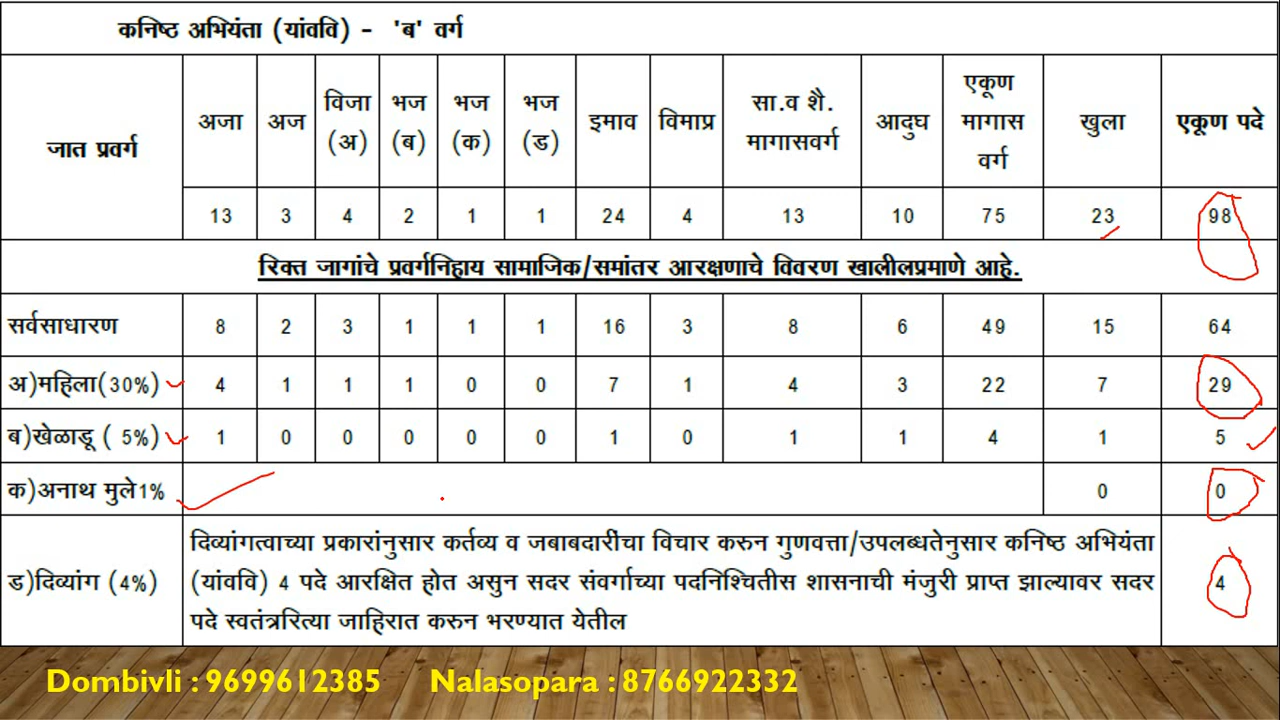 कनिष्ठ अभियंता (यांववि) - 'ब' वर्ग
जात प्रवर्ग अजा अज विजा (अ) भज (ब) भज (क) भज (ड) इमाव विमाप्र सा.व शै. मागासवर्ग आदुघ एकूण मागास वर्ग खुला एकूण पदे
13 3 4 2 1 1 24 4 13 10 75 23 98
रिक्त जागांचे प्रवर्गनिहाय सामाजिक/समांतर आरक्षणाचे विवरण खालीलप्रमाणे आहे.
सर्वसाधारण 8 2 3 1 1 1 16 3 8 6 49 15 64
अ)महिला(30%) 4 1 1 1 0 0 7 1 4 3 22 7 29
ब)खेळाडू ( 5%) 1 0 0 0 0 0 1 0 1 1 4 1 5
क)अनाथ मुले1% 0 0
ड)दिव्यांग (4%) दिव्यांगत्वाच्या प्रकारांनुसार कर्तव्य व जबाबदारींचा विचार करुन गुणवत्ता/उपलब्धतेनुसार कनिष्ठ अभियंता
(यांववि) 4 पदे आरक्षित होत असुन सदर संवर्गाच्या पदनिश्चितीस शासनाची मंजुरी प्राप्त झाल्यावर सदर 4
पदे स्वतंत्ररित्या जाहिरात करुन भरण्यात येतील
Dombivli : 9699612385 Nalasopara : 8766922332